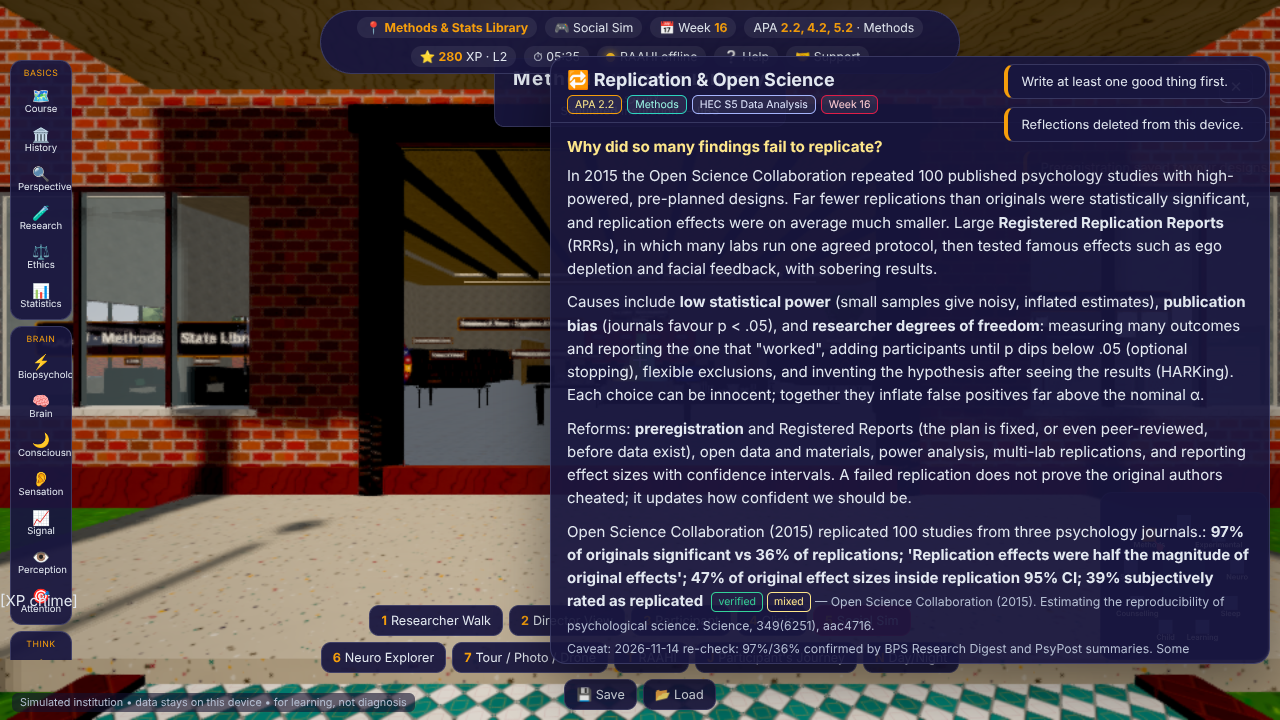 📍 Methods & Stats Library
🎮 Social Sim
📅 Week 16
APA 2.2, 4.2, 5.2 · Methods
⭐ 280 XP · L2
BASICS
Course
History
Perspective
Research
Ethics
Statistics
BRAIN
Biopsycholo
Brain
Consciousn
Sensation
Signal
Perception
Attention
[XP chime]
THINK
🔁 Replication & Open Science
APA 2.2
Methods
HEC S5 Data Analysis
Week 16
Write at least one good thing first.
Reflections deleted from this device.
Why did so many findings fail to replicate?
In 2015 the Open Science Collaboration repeated 100 published psychology studies with high-
powered, pre-planned designs. Far fewer replications than originals were statistically significant,
and replication effects were on average much smaller. Large Registered Replication Reports
(RRRs), in which many labs run one agreed protocol, then tested famous effects such as ego
depletion and facial feedback, with sobering results.
Causes include low statistical power (small samples give noisy, inflated estimates), publication
bias (journals favour p < .05), and researcher degrees of freedom: measuring many outcomes
and reporting the one that "worked", adding participants until p dips below .05 (optional
stopping), flexible exclusions, and inventing the hypothesis after seeing the results (HARKing).
Each choice can be innocent; together they inflate false positives far above the nominal α.
Reforms: preregistration and Registered Reports (the plan is fixed, or even peer-reviewed,
before data exist), open data and materials, power analysis, multi-lab replications, and reporting
effect sizes with confidence intervals. A failed replication does not prove the original authors
cheated; it updates how confident we should be.
Open Science Collaboration (2015) replicated 100 studies from three psychology journals.: 97%
of originals significant vs 36% of replications; 'Replication effects were half the magnitude of
original effects'; 47% of original effect sizes inside replication 95% CI; 39% subjectively
rated as replicated verified mixed — Open Science Collaboration (2015). Estimating the reproducibility of
psychological science. Science, 349(6251), aac4716.
Caveat: 2026-11-14 re-check: 97%/36% confirmed by BPS Research Digest and PsyPost summaries. Some
1 Researcher Walk
6 Neuro Explorer
7 Tour / Photo /
💾 Save
📂 Load
Simulated institution • data stays on this device • for learning, not diagnosis